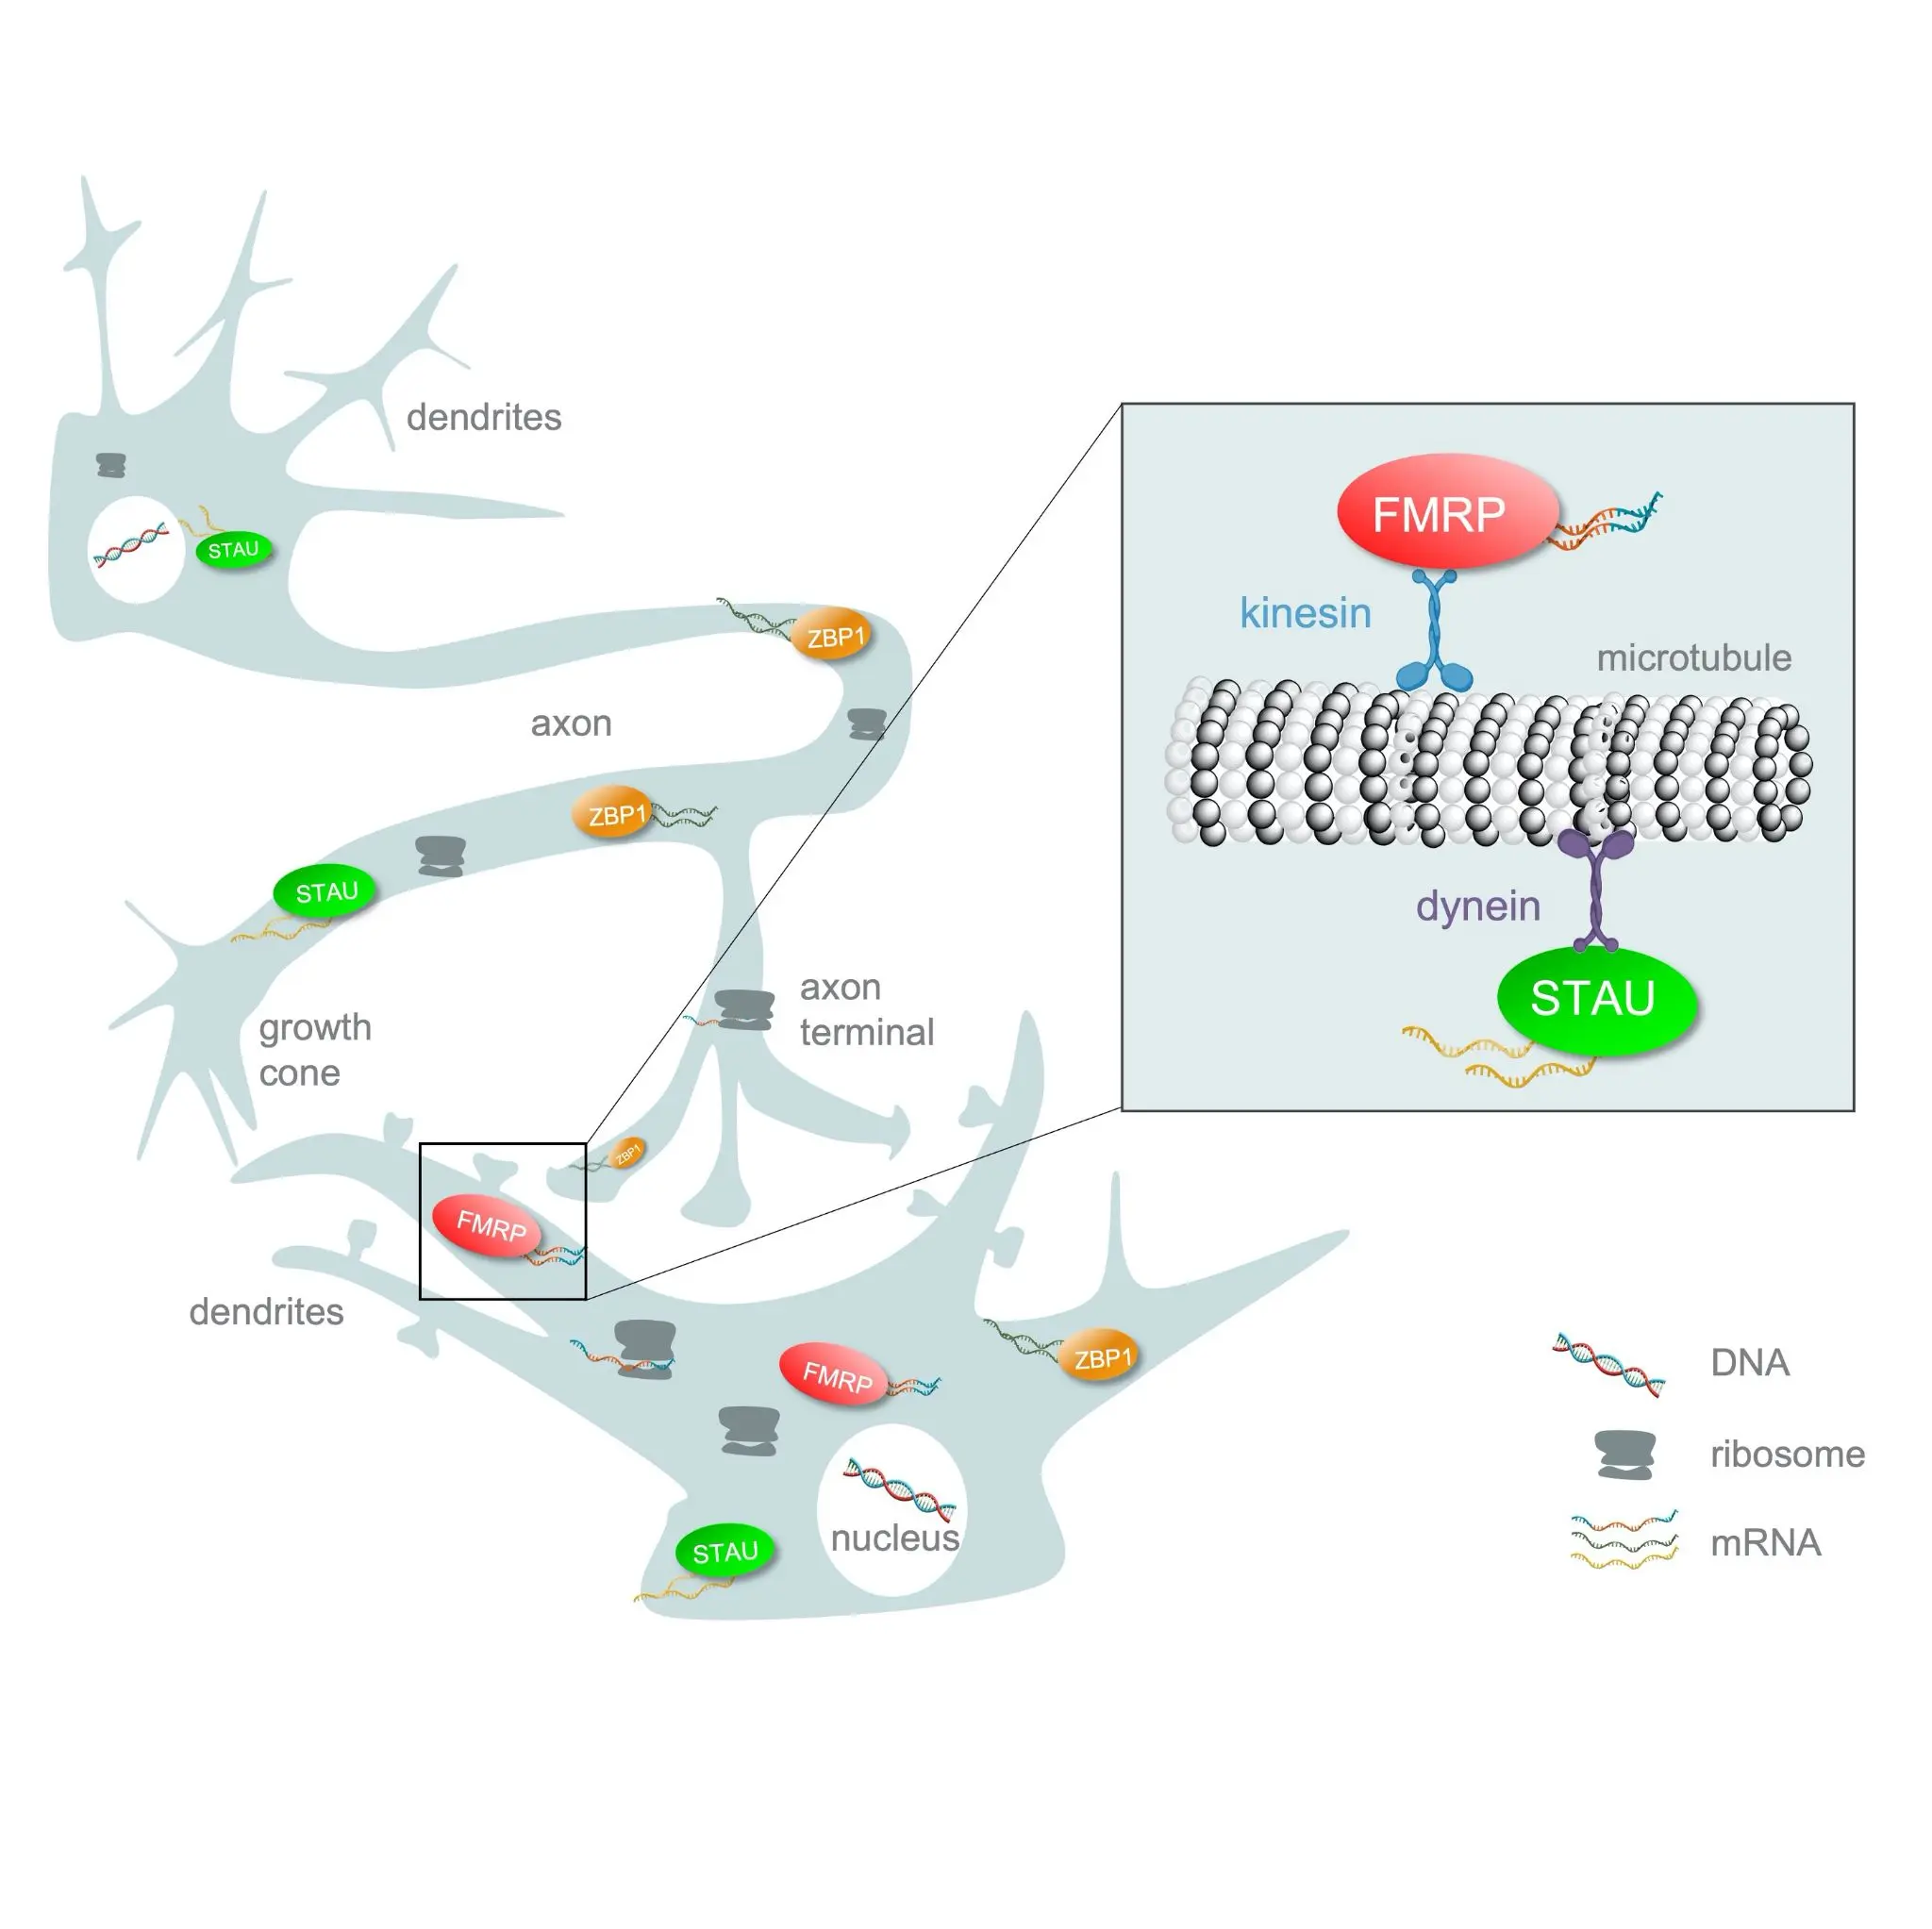 dendrites
STAU
ZBP1
axon
ZBP1
STAU
axon
terminal
growth
cone
ZBP1
FMRP
dendrites
FMRP
ZBP1
nucleus
STAU
FMRP
kinesin
microtubule
dynein
STAU
DNA
ribosome
mRNA